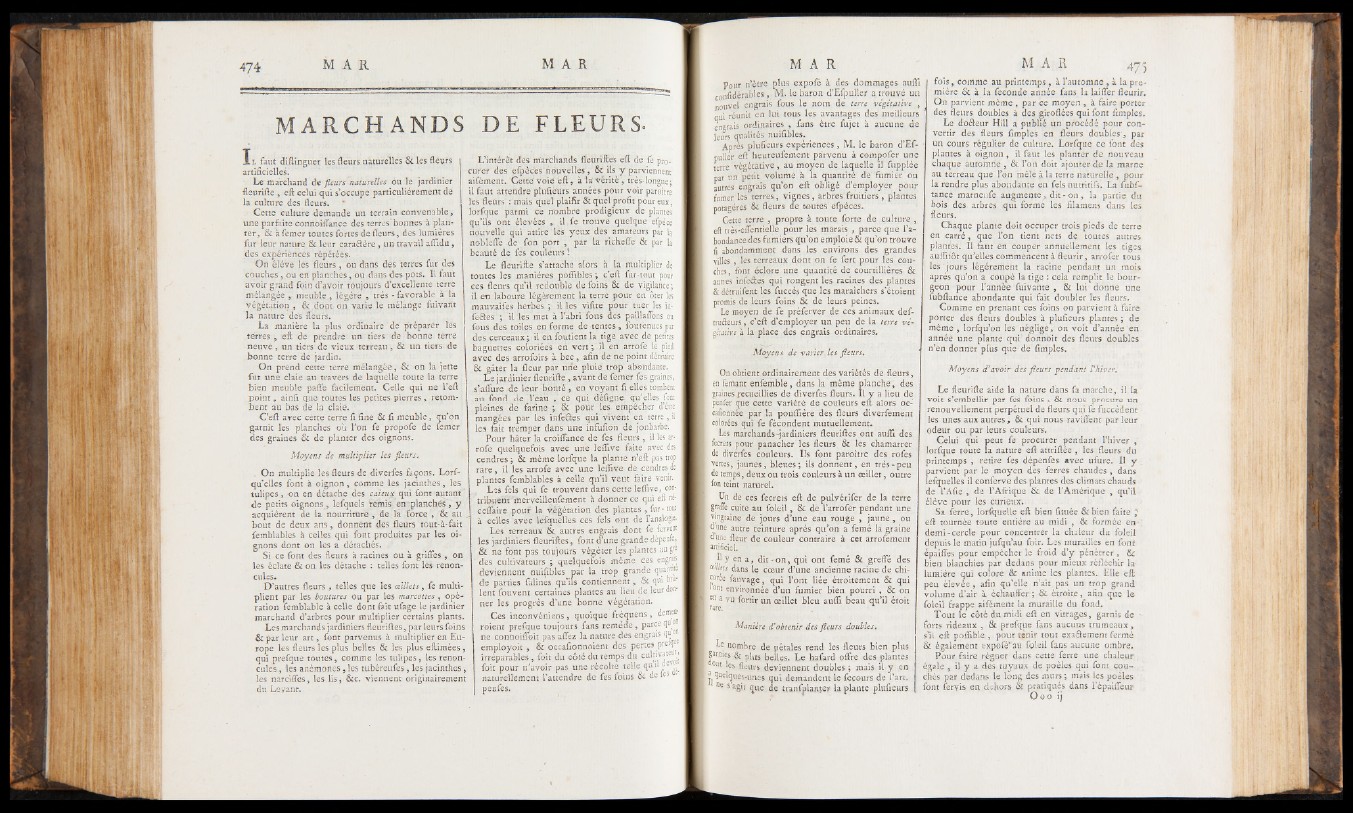 474 MAR MAR
MARCHANDS DE FLEURS.
IL faut distinguer les fleurs naturelles & les fleurs
artificielles.
Le marchand de fleurs naturelles ou le jardinier
fleuriste, est celui qui s'occupe particulièrement de
la culture des fleurs.
Cette culture demande un terrain convenable,
une parfaite connoissance des terres bonnes à plan-
ter, & à semer toutes sortes de fleurs, des lumières
sur leur nature & leur caractère, un travail assidu,
des expériences répétées.
On élève les fleurs, ou dans des terres sur des
couches, ou en planches, ou dans des pots. Il faut
avoir grand soin d'avoir toujours d'excellente terre
mélangée, meuble, légère, très-favorable à la
végétation, & dont on varie le mélange suivant
la nature des fleurs.
La manière la plus ordinaire de préparer les
terres, est de prendre un tiers de bonne terre
neuve, un tiers de vieux terreau, & un tiers de
bonne terre de jardin.
On prend cette terre mélangée, & on la jette
sur une claie au travers de laquelle toute la terre
bien meuble passe facilement. Celle qui ne l'est
point, ainsi que toutes les petites pierres, retom-
bent au bas de la claie.
C'est avec cette terre si fine & si meuble, qu'on
garnit les planches où l'on se propose de semer
des graines & de planter des oignons.
Moyens de multiplier les fleurs.
On multiplie les fleurs de diverses façons. Lors-
qu'elles sont à oignon, comme les jacinthes, les
tulipes, on en détache des caïeux qui sont autant
de petits oignons, lesquels remis en planches, y
acquièrent de la nourriture, de la force, & au
bout de deux ans, donnent des fleurs tout-à-fait
semblables à celles qui sont produites par les oi-
gnons dont on les a détachés.
Si ce sont des fleurs à racines ou à griffes, on
les éclate & on les détache : telles sont les renon-
cules.
D'autres fleurs, telles que les œillets, se multi-
plient par les boutures ou par les marcottes, opé-
ration semblable à celle dont fait usage le jardinier
marchand d'arbres pour multiplier certains plants.
Les marchands jardiniers fleuristes, par leurs soins
& par leur art, sont parvenus à multiplier en Eu-
rope les fleurs les plus belles & les plus estimées,
qui presque toutes, comme les tulipes, les renon-
cules, les anémones, les tubéreuses, les jacinthes,
les narcisses, les lis, &c. viennent originairement
du Levant.
L'intérêt des marchands fleuristes est de se pro-
curer des espèces nouvelles, & ils y parviennent
aisément. Cette voie est, à la vérité, très longue;
il faut attendre plusieurs années pour voir paroître
les fleurs : mais quel plaisir & quel profit pour eux,
lorsque parmi ce nombre prodigieux de plantes
qu'ils ont élevées, il se trouve quelque espèce
nouvelle qui attire les yeux des amateurs par la
noblesse de son port, par la richesse & par la
beauté de ses couleurs!
Le fleuriste s'attache alors à la multiplier de
toutes les manières possibles; c'est sur-tout pour
ces fleurs qu'il redouble de soins & de vigilance;
il en laboure légèrement la terre pour en ôter les
mauvaises herbes; il les visite pour tuer les in-
sectes; il les met à l'abri sous des paillassons ou
sous des toiles en forme de tentes, soutenues par
des cerceaux; il en soutient la tige avec de petites
baguettes coloriées en vert; il en arrose le pied
avec des arrosoirs à bec, afin de ne point détruire
& gâter la fleur par une pluie trop abondante.
Le jardinier fleuriste, avant de semer ses graines,
s'assure de leur bonté, en voyant si elles tombent
au fond de l'eau, ce qui désigne qu'elles sont
pleines de farine; & pour les empêcher d'être
mangées par les insectes qui vivent en terre, il
les fait tremper dans une infusion de joubarbe.
Pour hâter la croissance de ses fleurs, il les ar-
rose quelquefois avec une lessive faite avec des
cendres; & même lorsque la plante n'est pas trop
rare, il les arrose avec une lessive de cendres de
plantes semblables à celle qu'il veut faire venir.
Les sels qui se trouvent dans cette lessive, con-
tribuent merveilleusement à donner ce qui est né-
cessaire pour la végétation des plantes, sur-tout
à celles avec lesquelles ces sels ont de l'analogie.
Les terreaux & autres engrais dont se servent
les jardiniers fleuristes, sont d'une grande dépense,
& ne font pas toujours végéter les plantes au gré
des cultivateurs; quelquefois même ces engrais
deviennent nuisibles par la trop grande quantité
de parties salines qu'ils contiennent, & qui brû-
lent souvent certaines plantes au lieu de leur don-
ner les progrès d'une bonne végétation.
Ces inconvéniens, quoique fréquens, demeu-
roient presque toujours sans remède, parce qu'on
ne connoissoit pas assez la nature des engrais qu'on
employoit, & occasionnoient des pertes presque
irréparables, soit du côté du temps du cultivateur,
soit pour n'avoir pas une récolte telle qu'il devoit
naturellement l'attendre de ses soins & de ses dé-
penses.
MAR MAR 475
Pour n'être plus exposé à des dommages aussi
considérables, M. le baron d'Espuller a trouvé un
nouvel engrais sous le nom de terre végétative,
qui réunit en lui tous les avantages des meilleurs
engrais ordinaires, sans être sujet à aucune de
leurs qualités nuisibles.
Après plusieurs expériences, M. le baron d'Es-
puller est heureusement parvenu à composer une
terre végétative, au moyen de laquelle il supplée
par un petit volume à la quantité de fumier ou
autres engrais qu'on est obligé d'employer pour
fumer les terres, vignes, arbres fruitiers, plantes
potagères & fleurs de toutes espèces.
Cette terre, propre à toute sorte de culture,
est très-essentielle pour les marais, parce que l'a-
bondance des fumiers qu'on emploie & qu'on trouve
si abondamment dans les environs des grandes
villes, les terreaux dont on se sert pour les cou-
ches, font éclore une quantité de courtillières &
autres insectes qui rongent les racines des plantes
& détruisent les succès que les maraîchers s'étoient
promis de leurs soins & de leurs peines.
Le moyen de se préserver de ces animaux des-
tructeurs, c'est d'employer un peu de la terre vé-
gétative à la place des engrais ordinaires.
Moyens de varier les fleurs.
On obtient ordinairement des variétés de fleurs,
en semant ensemble, dans la même planche, des
graines recueillies de diverses fleurs. Il y a lieu de
penser que cette variété de couleurs est alors oc-
casionnée par la poussière des fleurs diversement
colorées qui se fécondent mutuellement.
Les marchands-jardiniers fleuristes ont aussi des
secrets pour panacher les fleurs & les chamarrer
de diverses couleurs. Ils font paroître des roses
vertes, jaunes, bleues; ils donnent, en très-peu
de temps, deux ou trois couleurs à un œillet, outre
son teint naturel.
Un de ces secrets est de pulvériser de la terre
grasse cuite au soleil, & de l'arroser pendant une
vingtaine de jours d'une eau rouge, jaune, ou
d'une autre teinture après qu'on a semé la graine
d'une fleur de couleur contraire à cet arrosement
artificiel.
Il y en a, dit-on, qui ont semé & greffé des
œillets dans le cœur d'une ancienne racine de chi-
corée sauvage, qui l'ont liée étroitement & qui
l'ont environnée d'un fumier bien pourri, & on
en a vu sortir un œillet bleu aussi beau qu'il étoit
rare.
Manière d'obtenir des fleurs doubles.
Le nombre de pétales rend les fleurs bien plus
garnies & plus belles. Le hasard offre des plantes
dont les fleurs deviennent doubles; mais il y en
a quelques-unes qui demandent le secours de l'art.
Il ne s'agit que de transplanter la plante plusieurs
fois, comme au printemps, à l'automne, à la pre-
mière & à la seconde année sans la laisser fleurir.
On parvient même, par ce moyen, à faire porter
des fleurs doubles à des giroflées qui sont simples.
Le docteur Hill a publié un procédé pour con-
vertir des fleurs simples en fleurs doubles, par
un cours régulier de culture. Lorsque ce sont des
plantes à oignon, il faut les planter de nouveau
chaque automne, & l'on doit ajouter de la marne
au terreau que l'on mêle à la terre naturelle, pour
la rendre plus abondante en sels nutritifs. La subs-
tance marneuse augmente, dit-on, la partie du
bois des arbres qui forme les filamens dans les
fleurs.
Chaque plante doit occuper trois pieds de terre
en carré, que l'on tient nets de toutes autres
plantes. Il faut en couper annuellement les tiges
aussitôt qu'elles commencent à fleurir, arroser tous
les jours légèrement la racine pendant un mois
après qu'on a coupé la tige : cela remplit le bour-
geon pour l'année suivante, & lui donne une
substance abondante qui fait doubler les fleurs.
Comme en prenant ces soins on parvient à faire
porter des fleurs doubles à plusieurs plantes; de
même, lorsqu'on les néglige, on voit d'année en
année une plante qui donnoit des fleurs doubles
n'en donner plus que de simples.
Moyens d'avoir des fleurs pendant l'hiver.
Le fleuriste aide la nature dans sa marche, il la
voit s'embellir par ses soins, & nous procure un
renouvellement perpétuel de fleurs qui se succèdent
les unes aux autres, & qui nous ravissent par leur
odeur ou par leurs couleurs.
Celui qui peut se procurer pendant l'hiver,
lorsque toute la nature est attristée, les fleurs du
printemps, retire ses dépenses avec usure. Il y
parvient par le moyen des serres chaudes, dans
lesquelles il conserve des plantes des climats chauds
de l'Asie, de l'Afrique & de l'Amérique, qu'il
élève pour les curieux.
Sa serre, lorsqu'elle est bien située & bien faite,
est tournée toute entière au midi, & formée en
demi-cercle pour concentrer la chaleur du soleil
depuis le matin jusqu'au soir. Les murailles en sont
épaisses pour empêcher le froid d'y pénétrer, &
bien blanchies par dedans pour mieux réfléchir la
lumière qui colore & anime les plantes. Elle est
peu élevée, afin qu'elle n'ait pas un trop grand
volume d'air à échauffer; & étroite, afin que le
soleil frappe aisément la muraille du fond.
Tout le côté du midi est en vitrages, garnis de
forts rideaux, & presque sans aucuns trumeaux,
s'il est possible, pour tenir tout exactement fermé
& également exposé au soleil sans aucune ombre.
Pour faire régner dans cette serre une chaleur
égale, il y a des tuyaux de poêles qui sont cou-
chés par dedans le long des murs; mais les poêles
sont servis en dehors & pratiqués dans l'épaisseur
Ooo ij